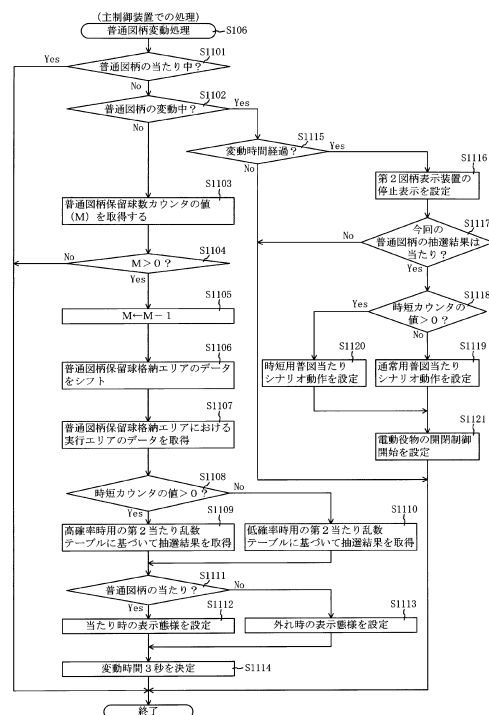 (主制御装置での処理)
普通図柄変動処理
S106
S1101
Yes
普通図柄の当たり中？
No
S1102
普通図柄の変動中？
Yes
No
S1115
変動時間経過？
Yes
No
S1116
第２図柄表示装置の
停止表示を設定
S1117
今回の
普通図柄の抽選結果は
当たり？
No
Yes
S1103
普通図柄保留球数カウンタの値
（M）を取得する
S1104
No
M＞０？
Yes
S1105
M←M－１
S1118
時短カウンタの
値＞０？
Yes
No
S1120
時短用普図当たり
シナリオ動作を設定
S1119
通常用普図当たり
シナリオ動作を設定
S1106
普通図柄保留球格納エリアのデータ
をシフト
S1107
普通図柄保留球格納エリアにおける
実行エリアのデータを取得
S1121
電動役物の開閉制御
開始を設定
S1108
時短カウンタの値＞０？
No
Yes
S1109
高確率時用の第２当たり乱数
テーブルに基づいて抽選結果を取得
S1110
低確率時用の第２当たり乱数
テーブルに基づいて抽選結果を取得
S1111
普通図柄の当たり？
No
Yes
S1112
当たり時の表示態様を設定
S1113
外れ時の表示態様を設定
S1114
変動時間３秒を決定
終了